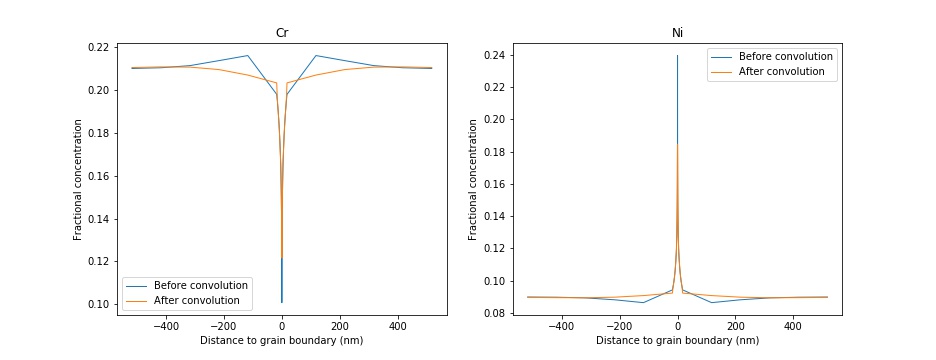 Cr
0.22
0.20
0.18
0.16
0.14
0.12
0.10
Fractional concentration
Before convolution
After convolution
−400
−200
0
200
400
Distance to grain boundary (nm)
Ni
0.24
0.22
0.20
0.18
0.16
0.14
0.12
0.10
0.08
Fractional concentration
Before convolution
After convolution
−400
−200
0
200
400
Distance to grain boundary (nm)